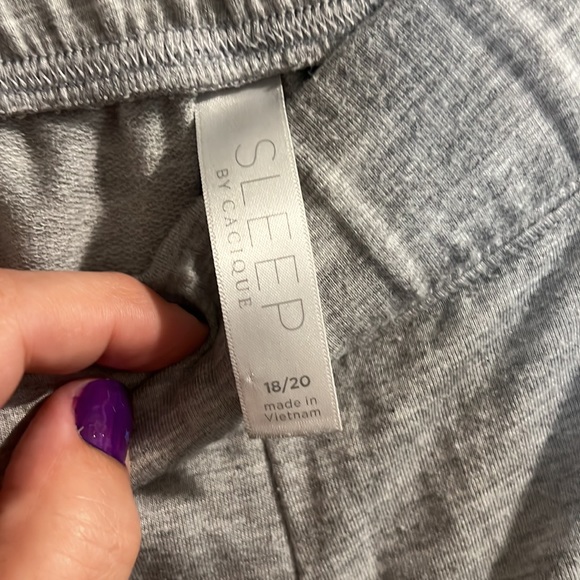 SLEEP
BY CACIQUE
18/20
made in
Vietnam